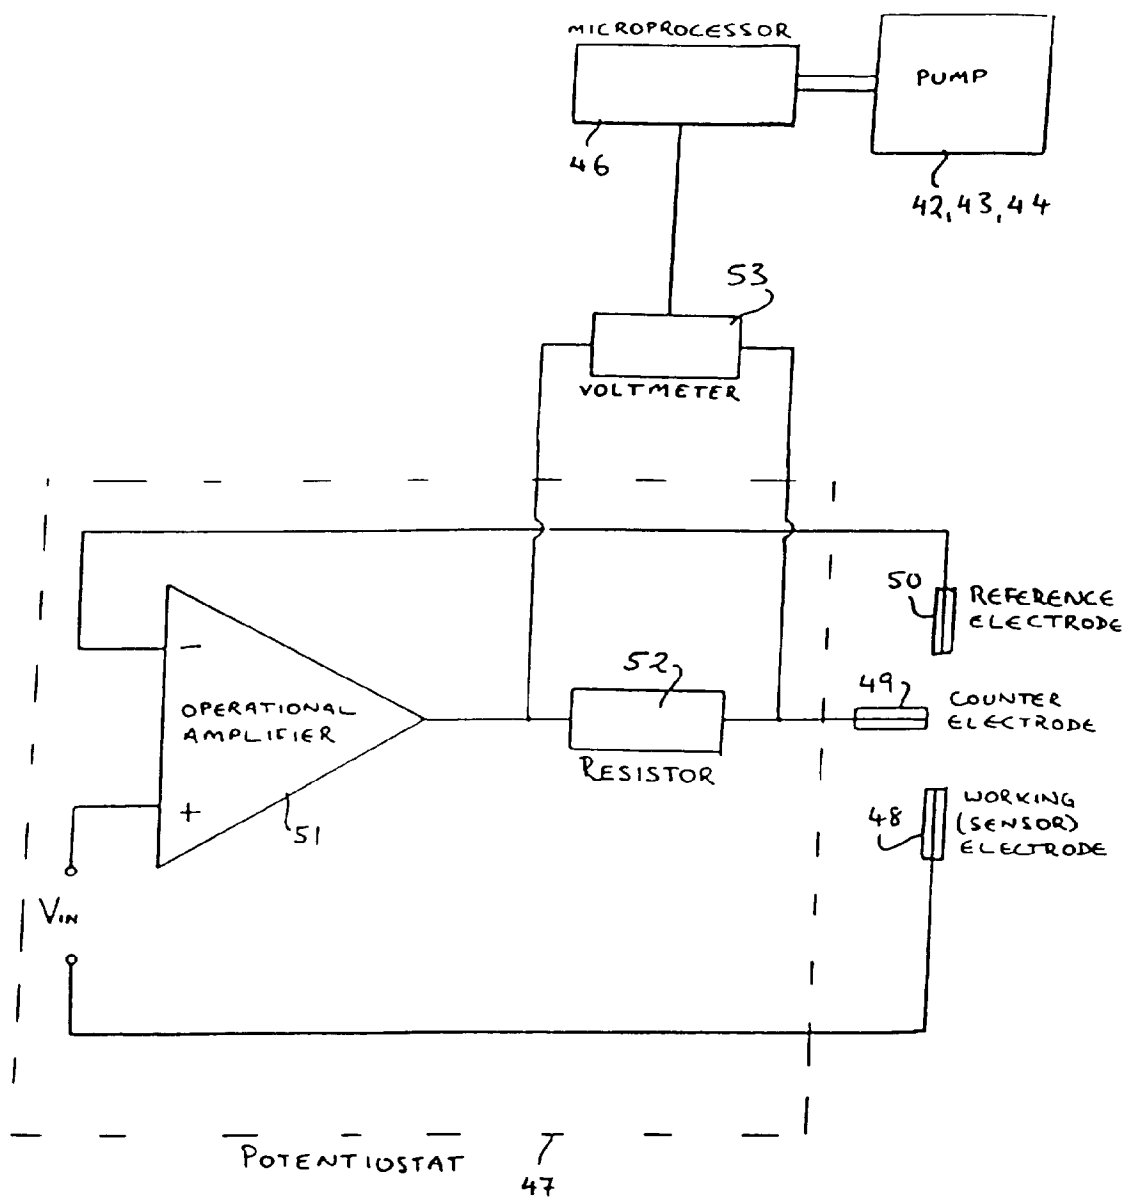 MICROPROCESSOR
PUMP
46
42, 43, 44
53
VOLTMETER
50
REFERENCE
ELECTRODE
−
52
49
COUNTER
ELECTRODE
OPERATIONAL
AMPLIFIER
RESISTOR
+
51
48
WORKING
(SENSOR)
ELECTRODE
VIN
POTENTIOSTAT
47